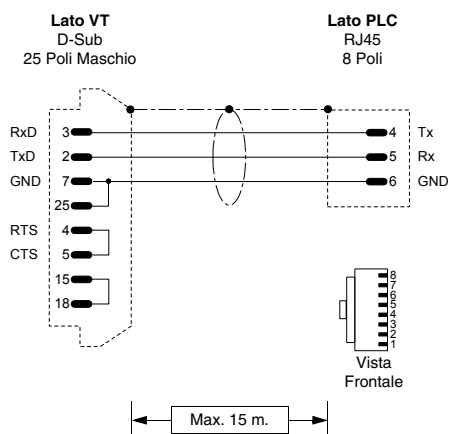 Lato VT
D-Sub
25 Poli Maschio
Lato PLC
RJ45
8 Poli
RxD 3
TxD 2
GND 7
25
RTS 4
CTS 5
15
18
4 Tx
5 Rx
6 GND
8
7
6
5
4
3
2
1
Vista
Frontale
Max. 15 m.